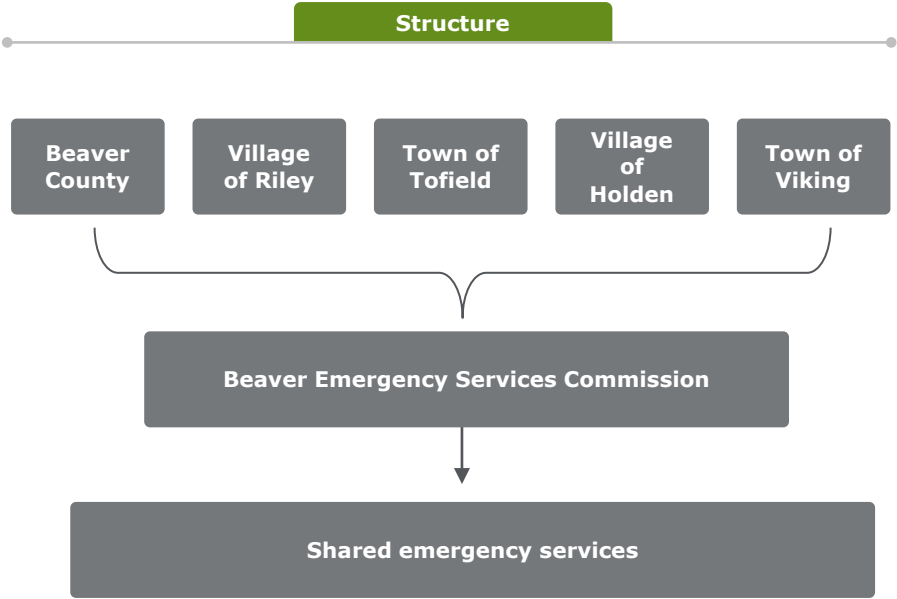 Structure
Beaver
County
Village
of Riley
Town of
Tofield
Village
of
Holden
Town of
Viking
Beaver Emergency Services Commission
Shared emergency services